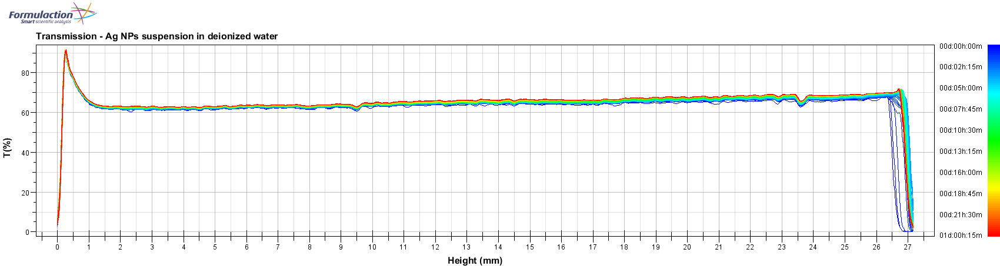 Formulaction
Smart scientific analysis
Transmission - Ag NPs suspension in deionized water
T(%)
80
60
40
20
0
0 1 2 3 4 5 6 7 8 9 10 11 12 13 14 15 16 17 18 19 20 21 22 23 24 25 26 27
Height (mm)
00d:00h:00m
00d:02h:15m
00d:05h:00m
00d:07h:45m
00d:10h:30m
00d:13h:15m
00d:16h:00m
00d:18h:45m
00d:21h:30m
01d:00h:15m